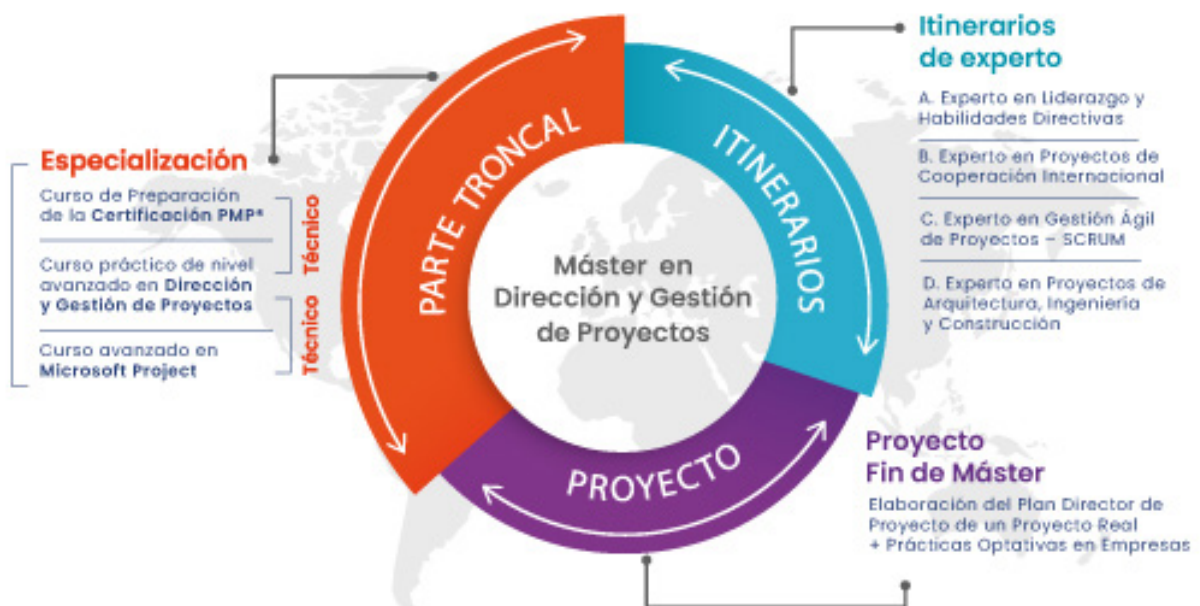 Especialización
Curso de Preparación
de la Certificación PMP®
Curso práctico de nivel
avanzado en Dirección
y Gestión de Proyectos
Curso avanzado en
Microsoft Project
Técnico
Técnico
PARTE TRONCAL
ITINERARIOS
PROYECTO
Máster en
Dirección y Gestión
de Proyectos
Itinerarios
de experto
A. Experto en Liderazgo y
Habilidades Directivas
B. Experto en Proyectos de
Cooperación Internacional
C. Experto en Gestión Ágil
de Proyectos – SCRUM
D. Experto en Proyectos de
Arquitectura, Ingeniería
y Construcción
Proyecto
Fin de Máster
Elaboración del Plan Director de
Proyecto de un Proyecto Real
+ Prácticas Optativas en Empresas